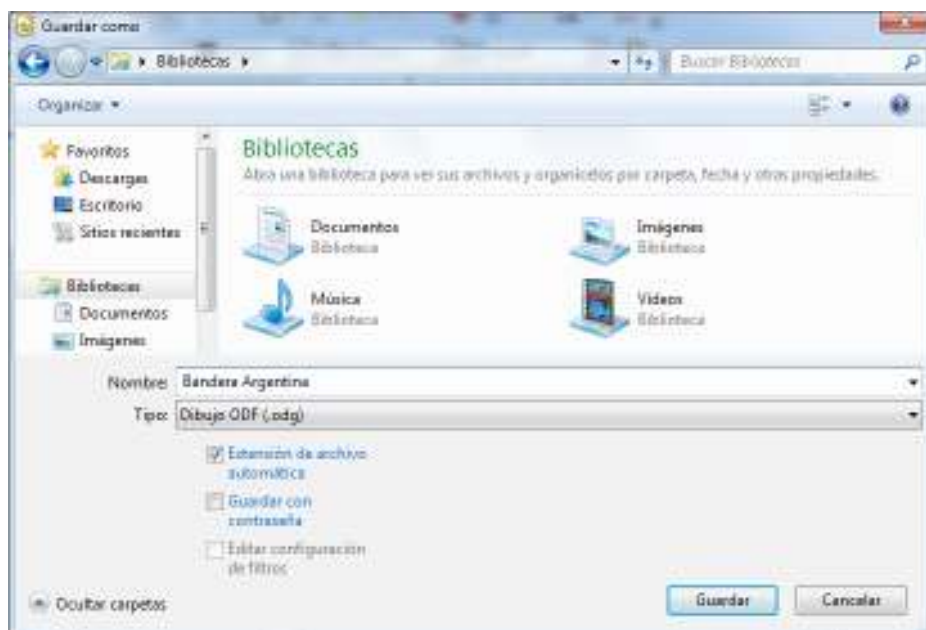 Guardar como
Bibliotecas
Buscar Bibliotecas
Organizar
Favoritos
Descargas
Escritorio
Sitios recientes
Bibliotecas
Documentos
Imágenes
Bibliotecas
Abra una biblioteca para ver sus archivos y organícelos por carpeta, fecha y otras propiedades.
Documentos
Biblioteca
Imágenes
Biblioteca
Música
Biblioteca
Vídeos
Biblioteca
Nombre: Bandera Argentina
Tipo: Dibujo ODF (.odg)
Extensión de archivo
automática
Guardar con
contraseña
Editar configuración
de filtros
Ocultar carpetas
Guardar
Cancelar